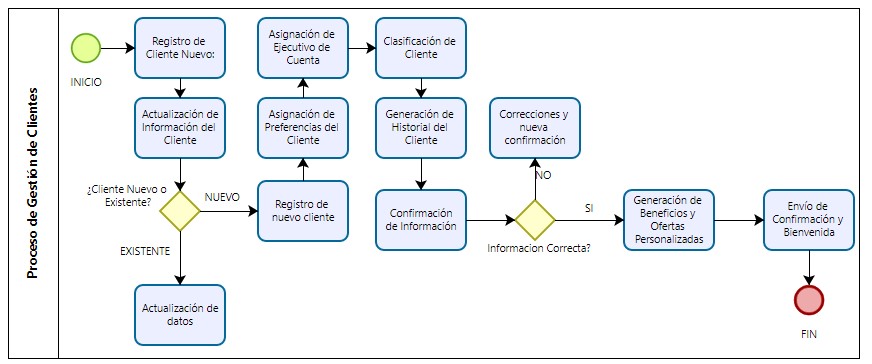 Proceso de Gestión de Clientes
INICIO
Registro de
Cliente Nuevo:
Actualización de
Información del
Cliente
¿Cliente Nuevo o
Existente?
NUEVO
EXISTENTE
Actualización de
datos
Registro de
nuevo cliente
Asignación de
Preferencias del
Cliente
Asignación de
Ejecutivo de
Cuenta
Clasificación de
Cliente
Generación de
Historial del
Cliente
Confirmación
de Información
Informacion Correcta?
NO
Correcciones y
nueva
confirmación
SI
Generación de
Beneficios y
Ofertas
Personalizadas
Envío de
Confirmación y
Bienvenida
FIN